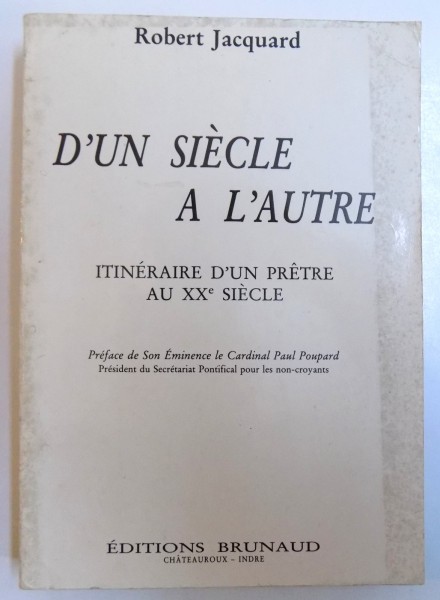 Robert Jacquard
D'UN SIÈCLE
A L'AUTRE
ITINÉRAIRE D'UN PRÊTRE
AU XXe SIÈCLE
Préface de Son Éminence le Cardinal Paul Poupard
Président du Secrétariat Pontifical pour les non-croyants
ÉDITIONS BRUNAUD
CHÂTEAUROUX – INDRE